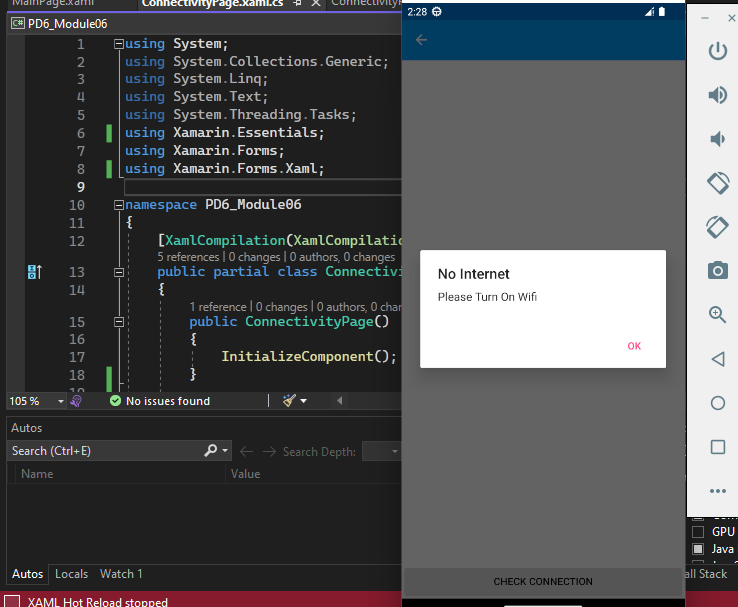 MainPage.xaml
ConnectivityPage.xaml.cs
PD6_Module06
1 using System;
2 using System.Collections.Generic;
3 using System.Linq;
4 using System.Text;
5 using System.Threading.Tasks;
6 using Xamarin.Essentials;
7 using Xamarin.Forms;
8 using Xamarin.Forms.Xaml;
9
10 namespace PD6_Module06
11 {
12 [XamlCompilation(XamlCompilatio
5 references | 0 changes | 0 authors, 0 changes
13 public partial class Connectivi
14 {
1 reference | 0 changes | 0 authors, 0 char
15 public ConnectivityPage()
16 {
17 InitializeComponent();
18 }
105 %
No issues found
Autos
Search (Ctrl+E)
Search Depth:
Name
Value
Autos
Locals
Watch 1
XAML Hot Reload stopped
2:28
No Internet
Please Turn On Wifi
OK
CHECK CONNECTION
GPU
Java
all Stack